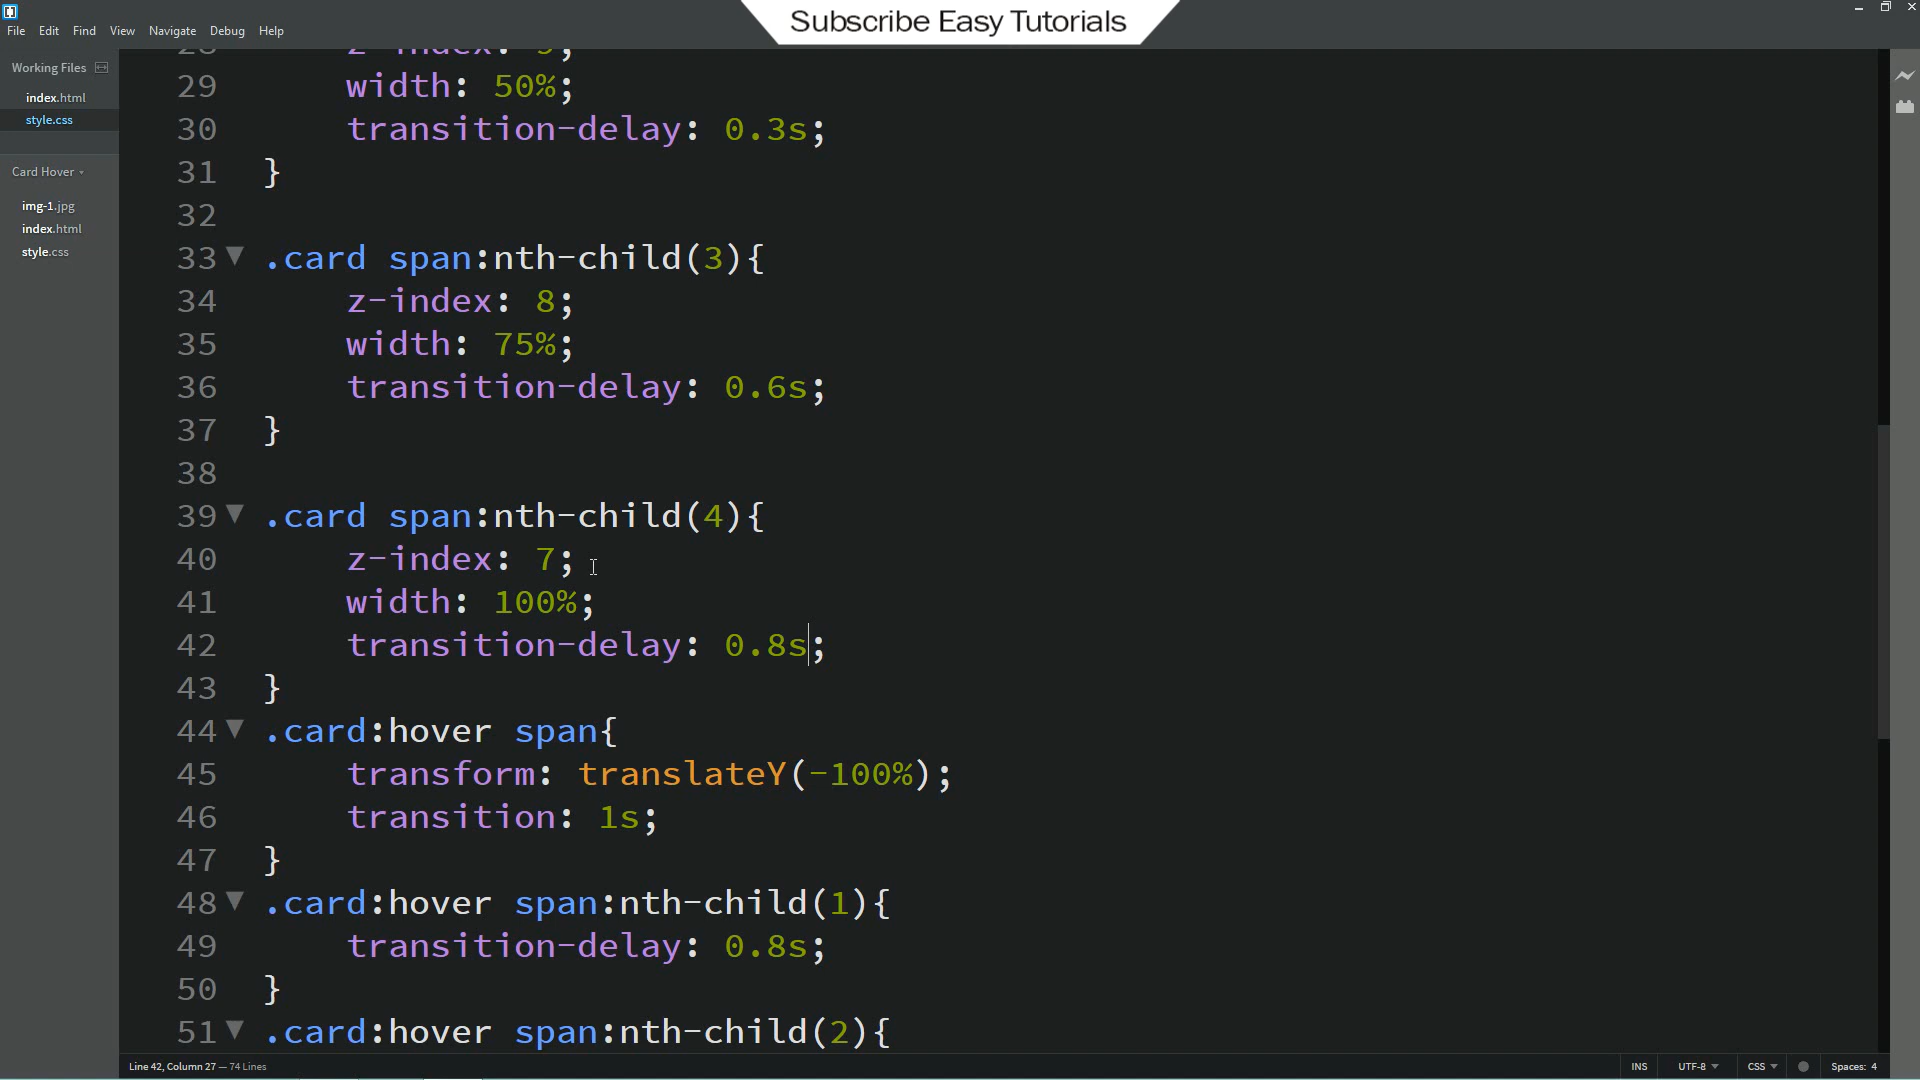 Subscribe Easy Tutorials
File Edit Find View Navigate Debug Help
Working Files
index.html
style.css
Card Hover
img-1.jpg
index.html
style.css
28 z-index: 9;
29 width: 50%;
30 transition-delay: 0.3s;
31 }
32
33 .card span:nth-child(3){
34 z-index: 8;
35 width: 75%;
36 transition-delay: 0.6s;
37 }
38
39 .card span:nth-child(4){
40 z-index: 7;
41 width: 100%;
42 transition-delay: 0.8s;
43 }
44 .card:hover span{
45 transform: translateY(-100%);
46 transition: 1s;
47 }
48 .card:hover span:nth-child(1){
49 transition-delay: 0.8s;
50 }
51 .card:hover span:nth-child(2){
Line 42, Column 27 — 74 Lines
INS UTF-8 CSS Spaces: 4